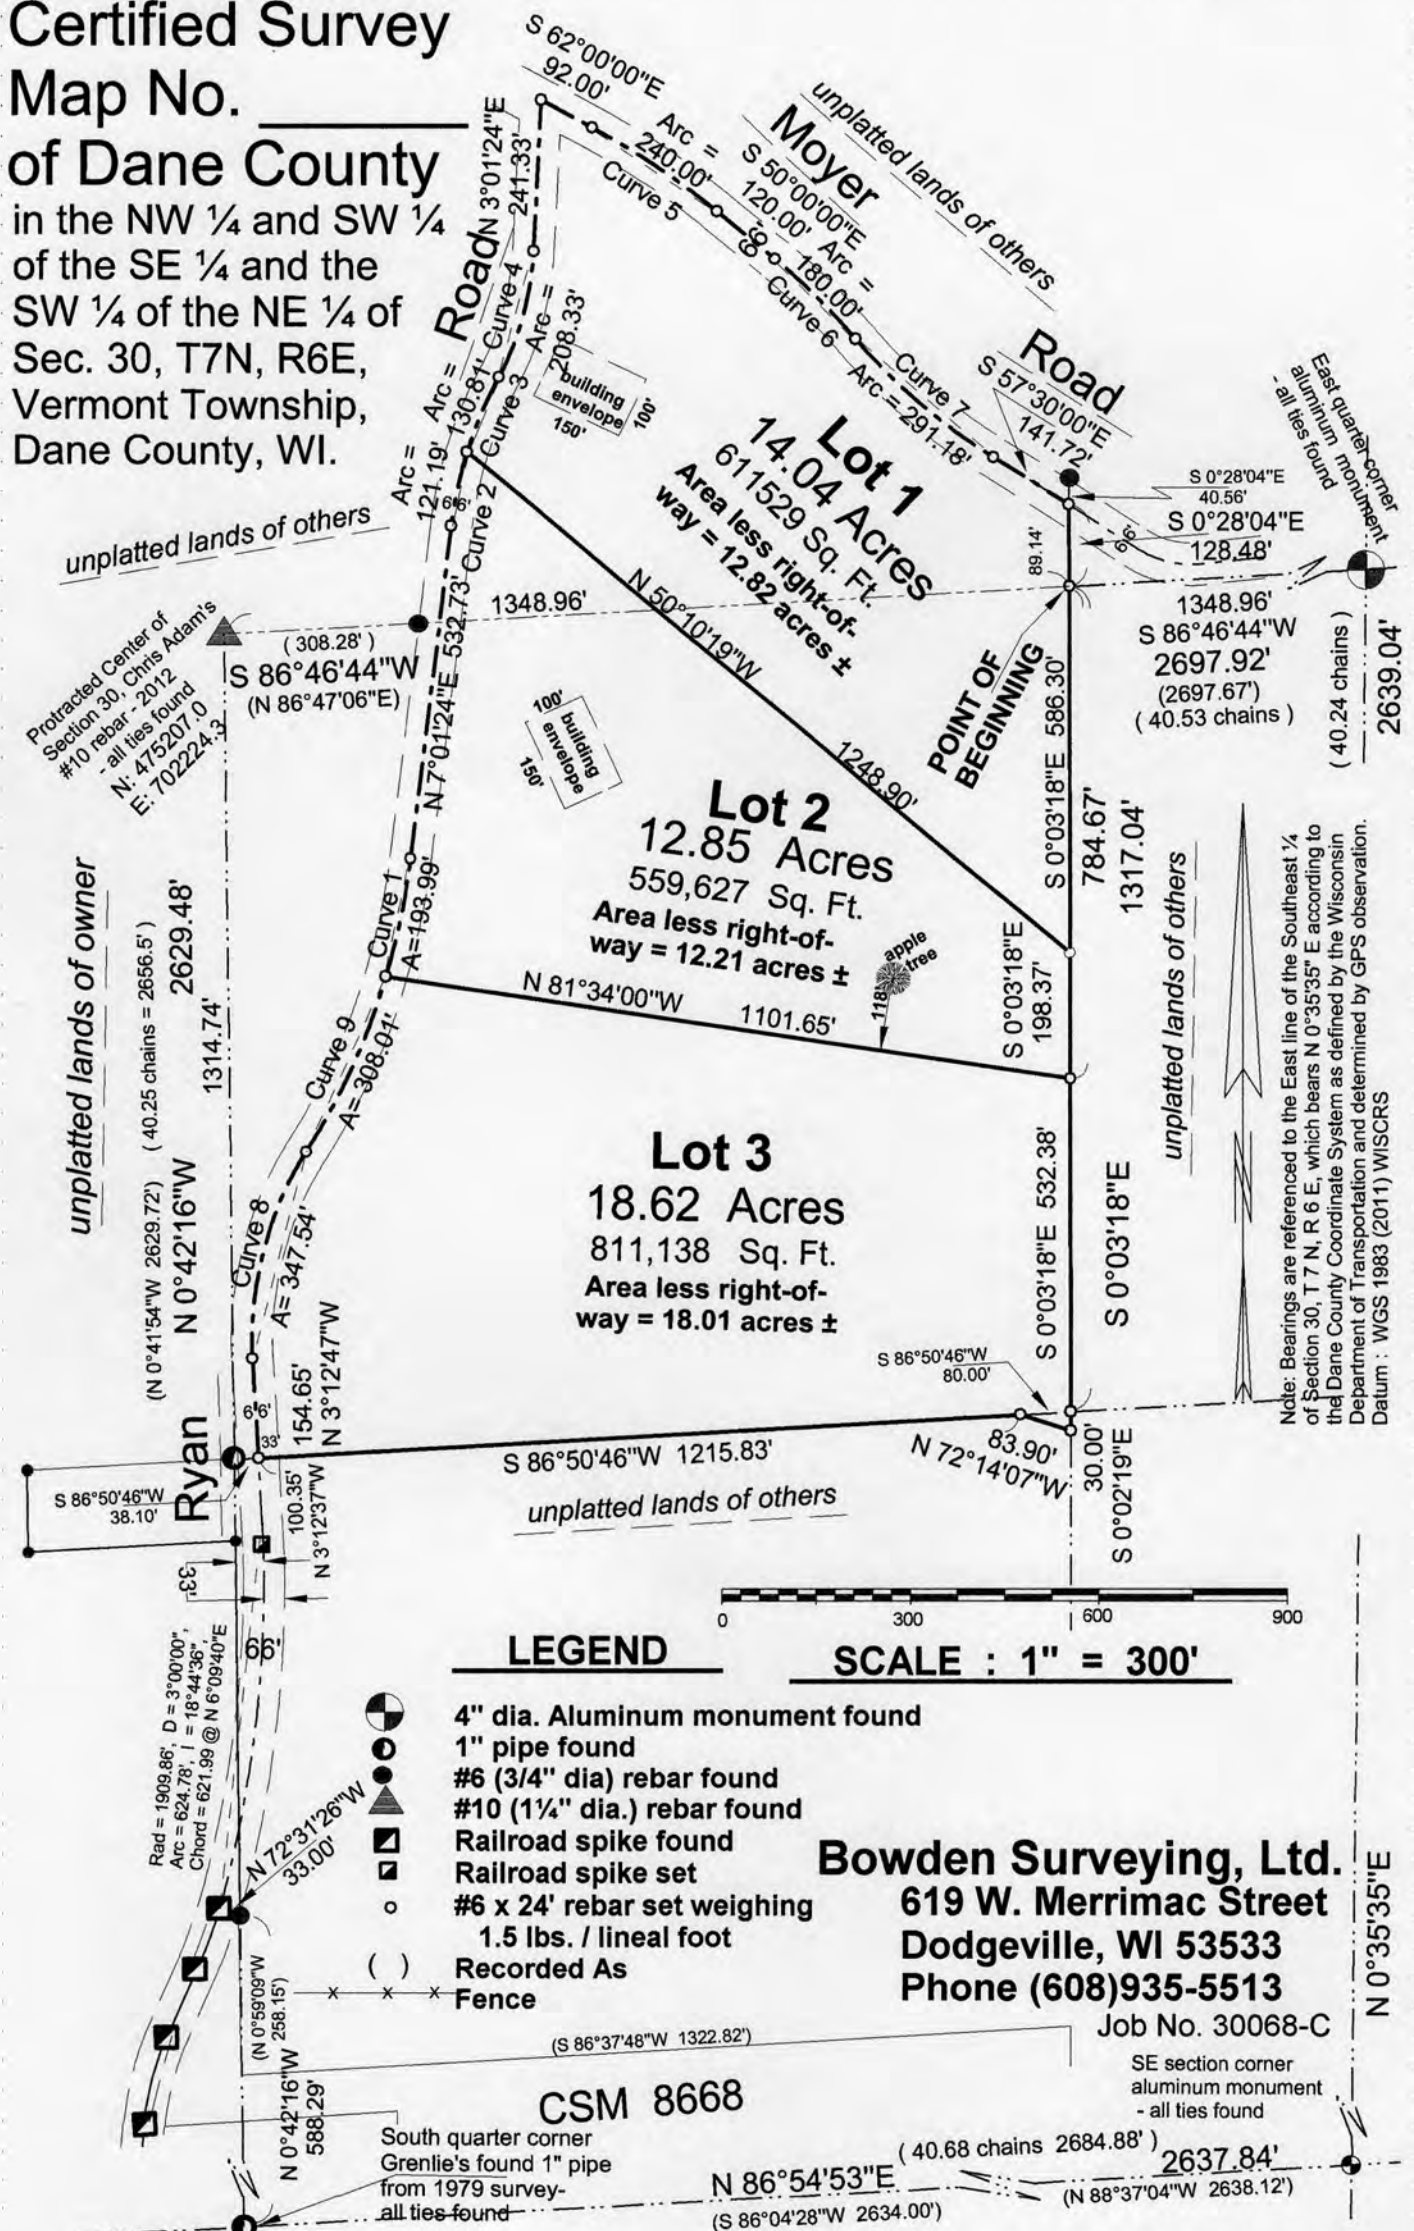 Certified Survey
Map No.
of Dane County
in the NW ¼ and SW ¼
of the SE ¼ and the
SW ¼ of the NE ¼ of
Sec. 30, T7N, R6E,
Vermont Township,
Dane County, WI.
S 62°00'00"E
92.00'
Arc =
240.00'
Curve 5
S 50°00'00"E
120.00'
Arc =
180.00'
Curve 6
66'
Moyer
Road
unplatted lands of others
Curve 7
Arc = 291.18'
S 57°30'00"E
141.72'
S 0°28'04"E
40.56'
S 0°28'04"E
128.48'
66'
89.14'
East quarter corner
aluminum monument
- all ties found
N 3°01'24"E
241.33'
Road
Curve 4
Arc =
208.33'
Curve 3
Arc =
130.81'
Curve 2
Arc =
121.19'
6'6'
building
envelope
150'
100'
Lot 1
14.04 Acres
611529 Sq. Ft.
Area less right-of-
way = 12.82 acres ±
unplatted lands of others
1348.96'
( 308.28' )
S 86°46'44"W
(N 86°47'06"E)
Protracted Center of
Section 30, Chris Adam's
#10 rebar - 2012
- all ties found
N: 475207.0
E: 702224.3
N 7°01'24"E 532.73'
N 50°10'19"W
1248.90'
1348.96'
S 86°46'44"W
2697.92'
(2697.67')
( 40.53 chains )
( 40.24 chains )
2639.04'
POINT OF
BEGINNING
S 0°03'18"E 586.30'
784.67'
1317.04'
100'
building
envelope
150'
Lot 2
12.85 Acres
559,627 Sq. Ft.
Area less right-of-
way = 12.21 acres ±
apple
tree
118'
Curve 1
A=193.99'
N 81°34'00"W
1101.65'
S 0°03'18"E
198.37'
unplatted lands of others
unplatted lands of owner
( 40.25 chains = 2656.5' )
2629.48'
1314.74'
(N 0°41'54"W 2629.72')
N 0°42'16"W
Curve 9
A= 308.01'
Curve 8
A= 347.54'
Lot 3
18.62 Acres
811,138 Sq. Ft.
Area less right-of-
way = 18.01 acres ±
S 0°03'18"E 532.38'
S 0°03'18"E
N
Note: Bearings are referenced to the East line of the Southeast ¼
of Section 30, T 7 N, R 6 E, which bears N 0°35'35" E according to
the Dane County Coordinate System as defined by the Wisconsin
Department of Transportation and determined by GPS observation.
Datum : WGS 1983 (2011) WISCRS
154.65'
N 3°12'47"W
6'6'
33'
Ryan
S 86°50'46"W
80.00'
S 86°50'46"W 1215.83'
83.90'
N 72°14'07"W
30.00'
S 0°02'19"E
unplatted lands of others
S 86°50'46"W
38.10'
100.35'
N 3°12'37"W
33'
66'
0 300 600 900
SCALE : 1" = 300'
Rad = 1909.86', D = 3°00'00",
Arc = 624.78', I = 18°44'36",
Chord = 621.99 @ N 6°09'40"E
N 72°31'26"W
33.00'
LEGEND
4" dia. Aluminum monument found
1" pipe found
#6 (3/4" dia) rebar found
#10 (1¼" dia.) rebar found
Railroad spike found
Railroad spike set
#6 x 24' rebar set weighing
1.5 lbs. / lineal foot
( ) Recorded As
x x x Fence
Bowden Surveying, Ltd.
619 W. Merrimac Street
Dodgeville, WI 53533
Phone (608)935-5513
Job No. 30068-C
N 0°35'35"E
(N 0°59'09"W
258.15')
N 0°42'16"W
588.29'
(S 86°37'48"W 1322.82')
CSM 8668
SE section corner
aluminum monument
- all ties found
South quarter corner
Grenlie's found 1" pipe
from 1979 survey-
all ties found
( 40.68 chains 2684.88' )
N 86°54'53"E
2637.84'
(S 86°04'28"W 2634.00')
(N 88°37'04"W 2638.12')